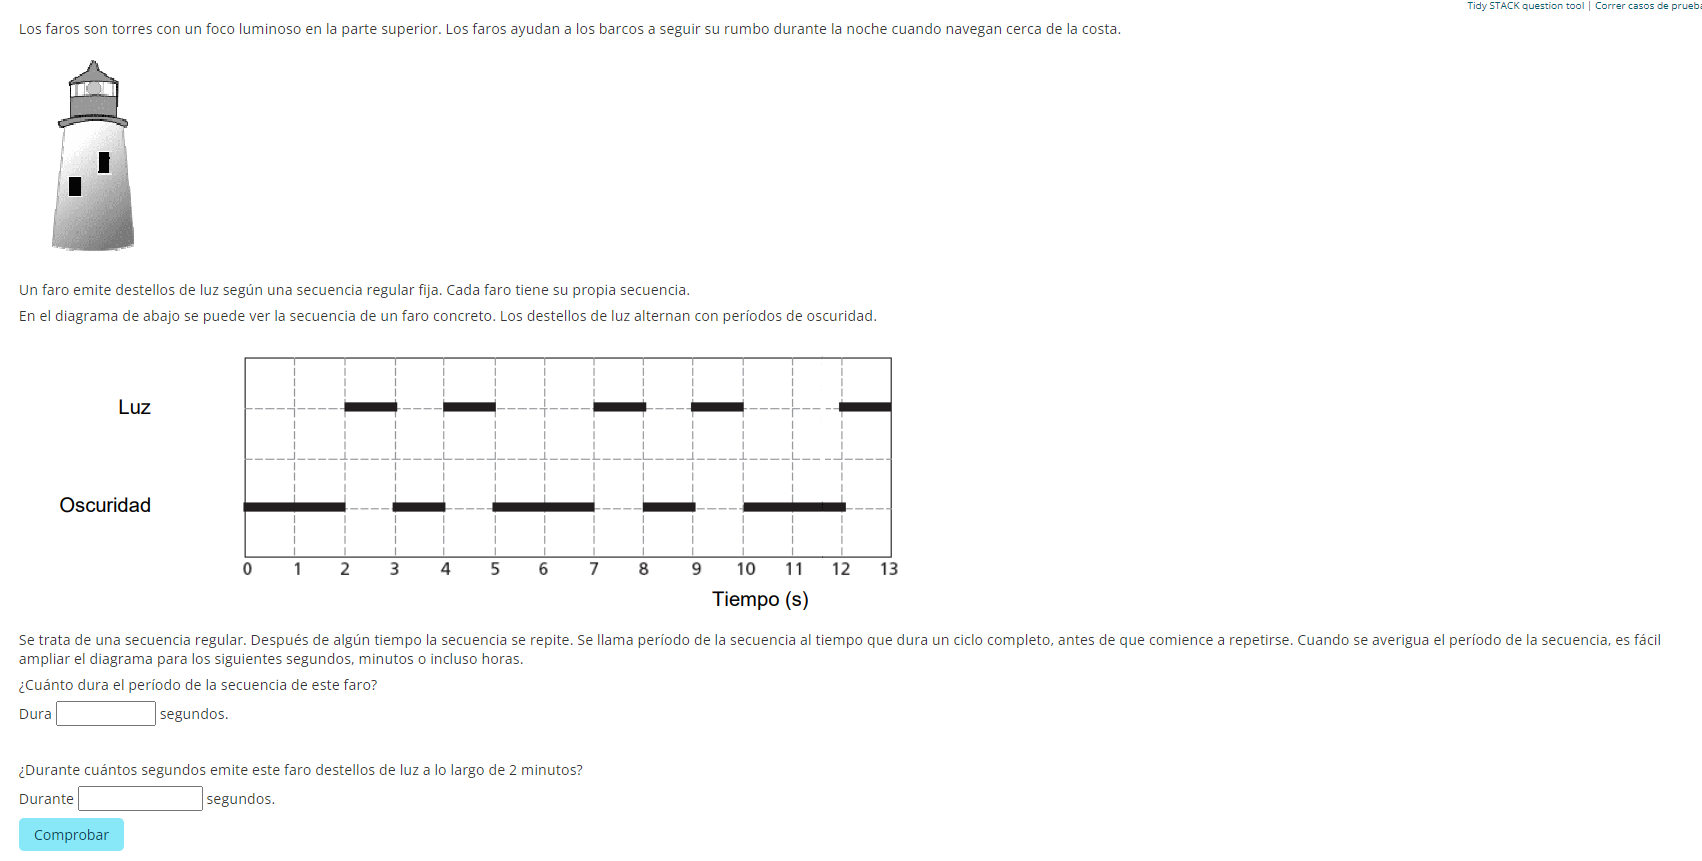 Tidy STACK question tool | Correr casos de prueba
Los faros son torres con un foco luminoso en la parte superior. Los faros ayudan a los barcos a seguir su rumbo durante la noche cuando navegan cerca de la costa.
Un faro emite destellos de luz según una secuencia regular fija. Cada faro tiene su propia secuencia.
En el diagrama de abajo se puede ver la secuencia de un faro concreto. Los destellos de luz alternan con períodos de oscuridad.
Luz
Oscuridad
0 1 2 3 4 5 6 7 8 9 10 11 12 13
Tiempo (s)
Se trata de una secuencia regular. Después de algún tiempo la secuencia se repite. Se llama período de la secuencia al tiempo que dura un ciclo completo, antes de que comience a repetirse. Cuando se averigua el período de la secuencia, es fácil
ampliar el diagrama para los siguientes segundos, minutos o incluso horas.
¿Cuánto dura el período de la secuencia de este faro?
Dura segundos.
¿Durante cuántos segundos emite este faro destellos de luz a lo largo de 2 minutos?
Durante segundos.
Comprobar